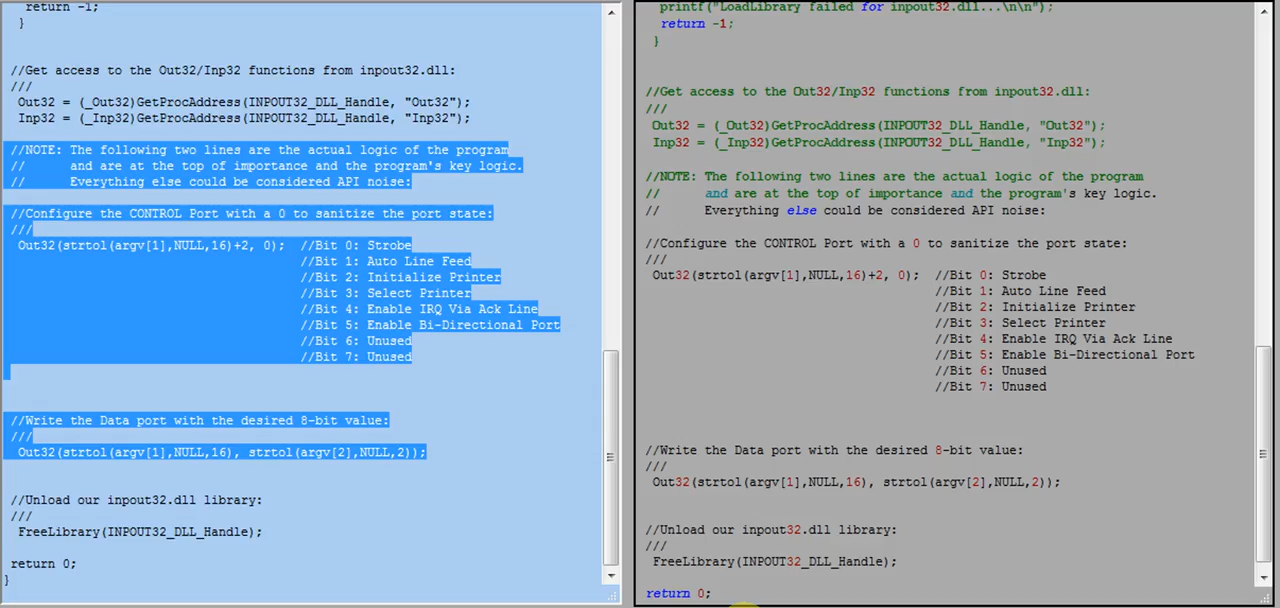 return -1;
}
//Get access to the Out32/Inp32 functions from inpout32.dll:
///
Out32 = (_Out32)GetProcAddress(INPOUT32_DLL_Handle, "Out32");
Inp32 = (_Inp32)GetProcAddress(INPOUT32_DLL_Handle, "Inp32");
//NOTE: The following two lines are the actual logic of the program
//      and are at the top of importance and the program's key logic.
//      Everything else could be considered API noise:
//Configure the CONTROL Port with a 0 to sanitize the port state:
///
Out32(strtol(argv[1],NULL,16)+2, 0);  //Bit 0: Strobe
//Bit 1: Auto Line Feed
//Bit 2: Initialize Printer
//Bit 3: Select Printer
//Bit 4: Enable IRQ Via Ack Line
//Bit 5: Enable Bi-Directional Port
//Bit 6: Unused
//Bit 7: Unused
//Write the Data port with the desired 8-bit value:
///
Out32(strtol(argv[1],NULL,16), strtol(argv[2],NULL,2));
//Unload our inpout32.dll library:
///
FreeLibrary(INPOUT32_DLL_Handle);
return 0;
}
printf("LoadLibrary failed for inpout32.dll...\n\n");
return -1;
}
//Get access to the Out32/Inp32 functions from inpout32.dll:
///
Out32 = (_Out32)GetProcAddress(INPOUT32_DLL_Handle, "Out32");
Inp32 = (_Inp32)GetProcAddress(INPOUT32_DLL_Handle, "Inp32");
//NOTE: The following two lines are the actual logic of the program
//      and are at the top of importance and the program's key logic.
//      Everything else could be considered API noise:
//Configure the CONTROL Port with a 0 to sanitize the port state:
///
Out32(strtol(argv[1],NULL,16)+2, 0);  //Bit 0: Strobe
//Bit 1: Auto Line Feed
//Bit 2: Initialize Printer
//Bit 3: Select Printer
//Bit 4: Enable IRQ Via Ack Line
//Bit 5: Enable Bi-Directional Port
//Bit 6: Unused
//Bit 7: Unused
//Write the Data port with the desired 8-bit value:
///
Out32(strtol(argv[1],NULL,16), strtol(argv[2],NULL,2));
//Unload our inpout32.dll library:
///
FreeLibrary(INPOUT32_DLL_Handle);
return 0;